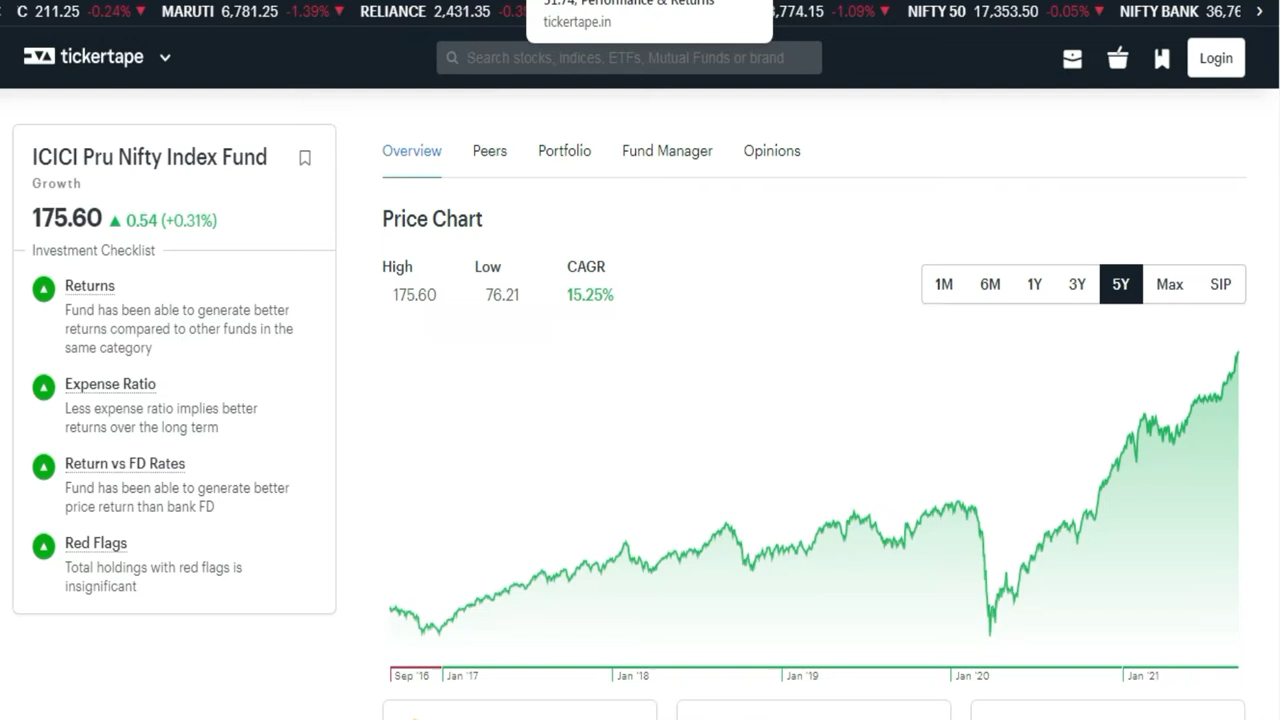 C 211.25 -0.24% ▼ MARUTI 6,781.25 -1.39% ▼ RELIANCE 2,431.35 3,774.15 -1.09% ▼ NIFTY 50 17,353.50 -0.05% ▼ NIFTY BANK
51.74, Performance & Returns
tickertape.in
tickertape
Search stocks, indices, ETFs, Mutual Funds or brand
Login
ICICI Pru Nifty Index Fund
Growth
175.60 ▲ 0.54 (+0.31%)
Investment Checklist
Returns
Fund has been able to generate better
returns compared to other funds in the
same category
Expense Ratio
Less expense ratio implies better
returns over the long term
Return vs FD Rates
Fund has been able to generate better
price return than bank FD
Red Flags
Total holdings with red flags is
insignificant
Overview Peers Portfolio Fund Manager Opinions
Price Chart
High Low CAGR
175.60 76.21 15.25%
1M 6M 1Y 3Y 5Y Max SIP
Sep '16 Jan '17 Jan '18 Jan '19 Jan '20 Jan '21